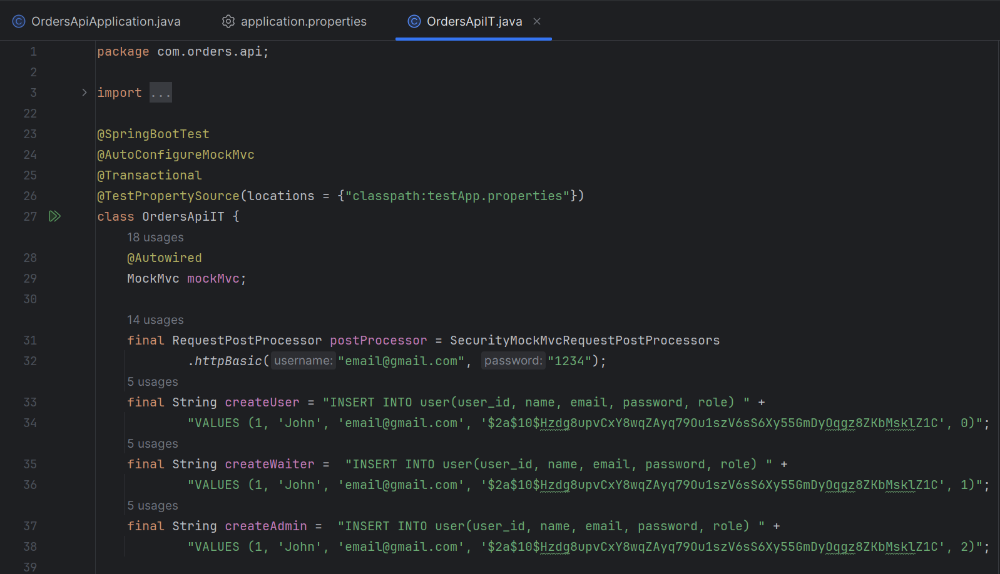 OrdersApiApplication.java application.properties OrdersApiIT.java
1 package com.orders.api;
2
3 import ...
22
23 @SpringBootTest
24 @AutoConfigureMockMvc
25 @Transactional
26 @TestPropertySource(locations = {"classpath:testApp.properties"})
27 class OrdersApiIT {
18 usages
28 @Autowired
29 MockMvc mockMvc;
30
14 usages
31 final RequestPostProcessor postProcessor = SecurityMockMvcRequestPostProcessors
32 .httpBasic( username: "email@gmail.com", password: "1234");
5 usages
33 final String createUser = "INSERT INTO user(user_id, name, email, password, role) " +
34 "VALUES (1, 'John', 'email@gmail.com', '$2a$10$Hzdg8upvCxY8wqZAyq79Ou1szV6sS6Xy55GmDyOqgz8ZKbMsklZ1C', 0)";
5 usages
35 final String createWaiter =  "INSERT INTO user(user_id, name, email, password, role) " +
36 "VALUES (1, 'John', 'email@gmail.com', '$2a$10$Hzdg8upvCxY8wqZAyq79Ou1szV6sS6Xy55GmDyOqgz8ZKbMsklZ1C', 1)";
5 usages
37 final String createAdmin =  "INSERT INTO user(user_id, name, email, password, role) " +
38 "VALUES (1, 'John', 'email@gmail.com', '$2a$10$Hzdg8upvCxY8wqZAyq79Ou1szV6sS6Xy55GmDyOqgz8ZKbMsklZ1C', 2)";
39